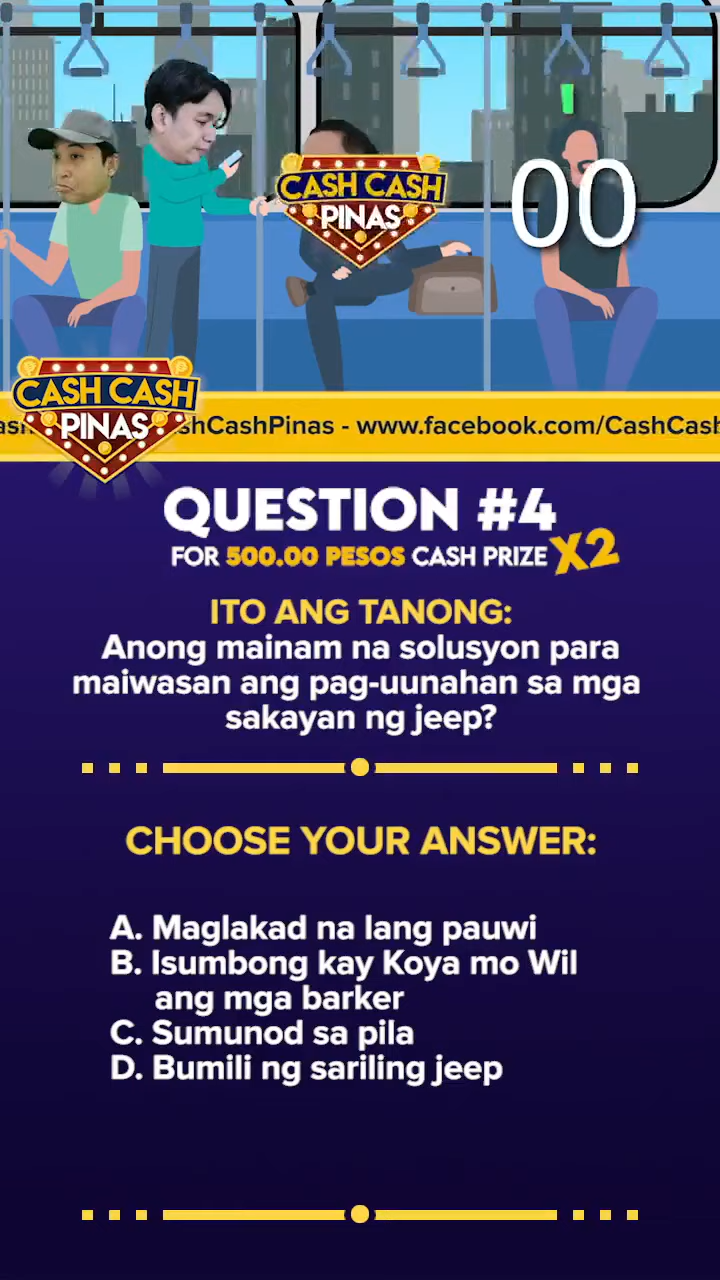 CASH CASH
PINAS
00
CASH CASH
PINAS
shCashPinas - www.facebook.com/CashCash
QUESTION #4
FOR 500.00 PESOS CASH PRIZE X2
ITO ANG TANONG:
Anong mainam na solusyon para
maiwasan ang pag-uunahan sa mga
sakayan ng jeep?
CHOOSE YOUR ANSWER:
A. Maglakad na lang pauwi
B. Isumbong kay Koya mo Wil
ang mga barker
C. Sumunod sa pila
D. Bumili ng sariling jeep